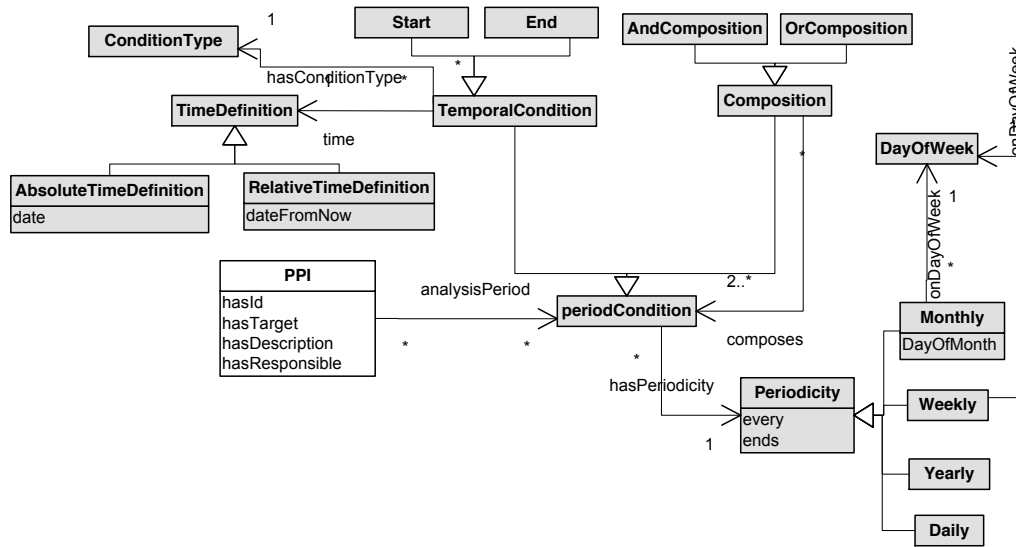 Start
End
AndComposition
OrComposition
1
ConditionType
*
hasConditionType
*
Composition
TimeDefinition
TemporalCondition
time
*
onDayOfWeek
DayOfWeek
AbsoluteTimeDefinition
date
RelativeTimeDefinition
dateFromNow
1
onDayOfWeek
*
PPI
hasId
hasTarget
hasDescription
hasResponsible
analysisPeriod
2..*
periodCondition
*
*
*
composes
Monthly
DayOfMonth
hasPeriodicity
Periodicity
every
ends
1
Weekly
Yearly
Daily